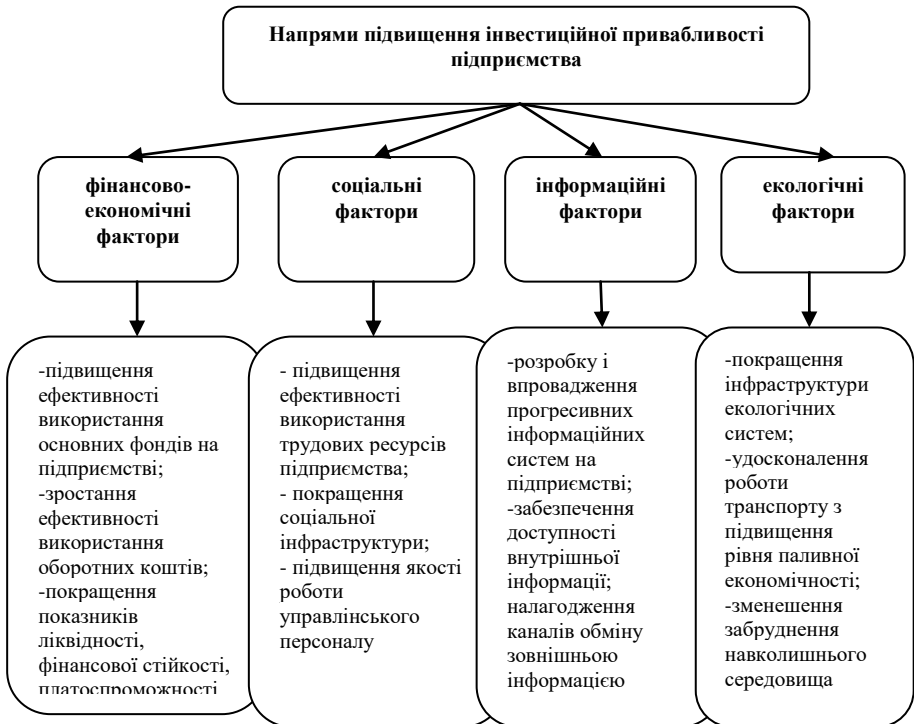 Напрями підвищення інвестиційної привабливості
підприємства
фінансово-
економічні
фактори
соціальні
фактори
інформаційні
фактори
екологічні
фактори
-підвищення
ефективності
використання
основних фондів на
підприємстві;
-зростання
ефективності
використання
оборотних коштів;
-покращення
показників
ліквідності,
фінансової стійкості,
платоспроможності
- підвищення
ефективності
використання
трудових ресурсів
підприємства;
- покращення
соціальної
інфраструктури;
- підвищення якості
роботи
управлінського
персоналу
-розробку і
впровадження
прогресивних
інформаційних
систем на
підприємстві;
-забезпечення
доступності
внутрішньої
інформації;
налагодження
каналів обміну
зовнішньою
інформацією
-покращення
інфраструктури
екологічних
систем;
-удосконалення
роботи
транспорту з
підвищення
рівня паливної
економічності;
-зменешення
забруднення
навколишнього
середовища